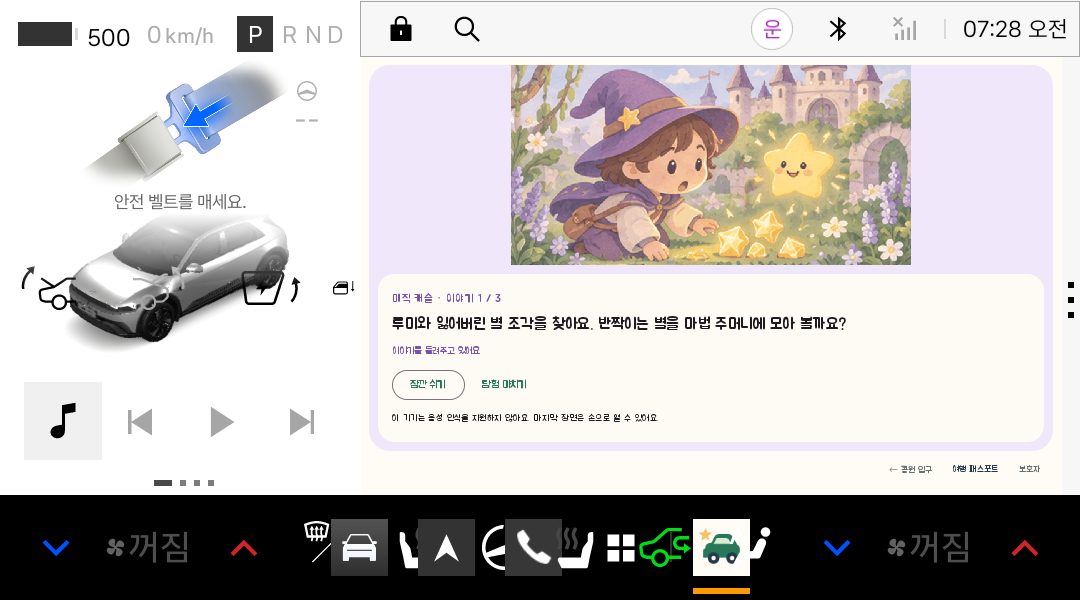 500 0 km/h P R N D
운 07:28 오전
안전 벨트를 매세요.
매직 캐슬 · 이야기 1 / 3
루미와 잃어버린 별 조각을 찾아요. 반짝이는 별을 마법 주머니에 모아 볼까요?
이야기를 들려주고 있어요
잠깐 쉬기 탐험 마치기
이 기기는 음성 인식을 지원하지 않아요. 마지막 장면은 손으로 할 수 있어요.
← 공원 입구 여행 패스포트 보호자
꺼짐 꺼짐